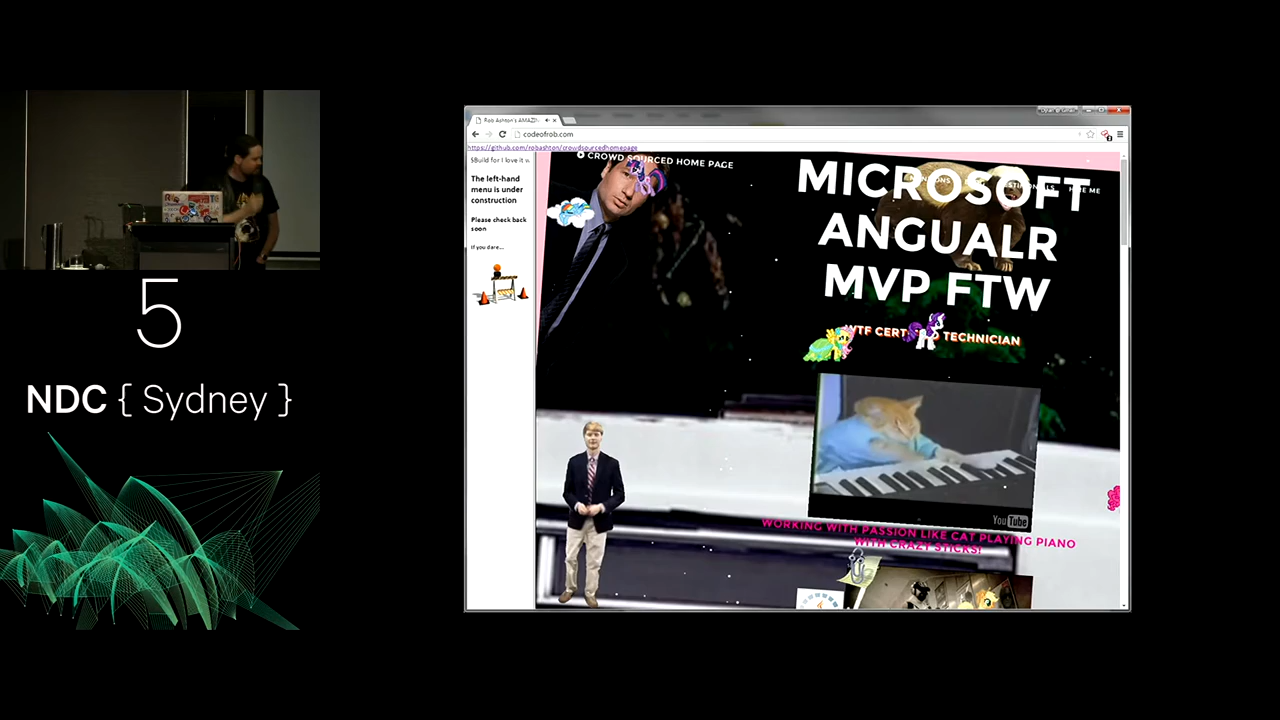 5
NDC { Sydney }
codeofrob.com
https://github.com/robashton/crowdsourcedhomepage
The left-hand
menu is under
construction
Please check back
soon
If you dare...
CROWD SOURCED HOME PAGE
HIRE ME
MICROSOFT
ANGUALR
MVP FTW
WTF CERT
TECHNICIAN
YouTube
WORKING WITH PASSION LIKE CAT PLAYING PIANO
WITH CRAZY STICKS!